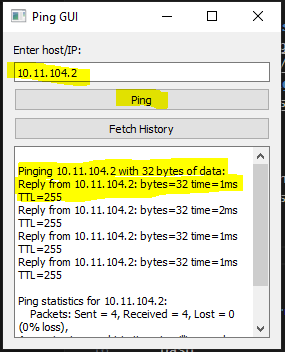 Ping GUI
Enter host/IP:
10.11.104.2
Ping
Fetch History
Pinging 10.11.104.2 with 32 bytes of data:
Reply from 10.11.104.2: bytes=32 time=1ms
TTL=255
Reply from 10.11.104.2: bytes=32 time=2ms
TTL=255
Reply from 10.11.104.2: bytes=32 time=1ms
TTL=255
Reply from 10.11.104.2: bytes=32 time=1ms
TTL=255
Ping statistics for 10.11.104.2:
Packets: Sent = 4, Received = 4, Lost = 0
(0% loss),